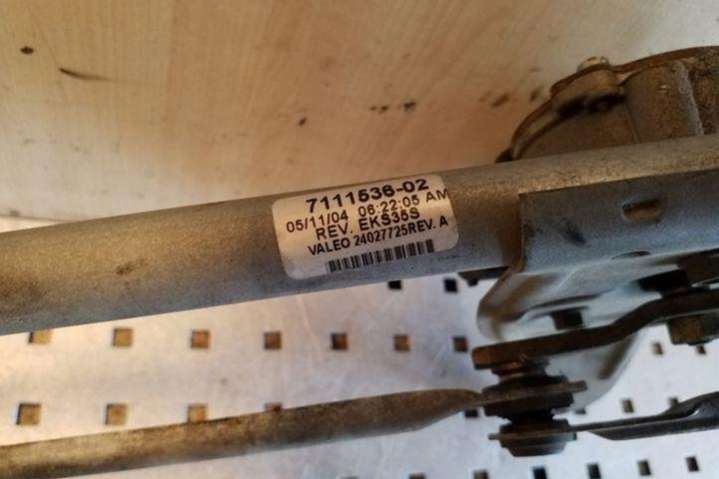 7111536-02
05/11/04 06:22:05 AM
REV. EKS35S
VALEO 24027725REV. A